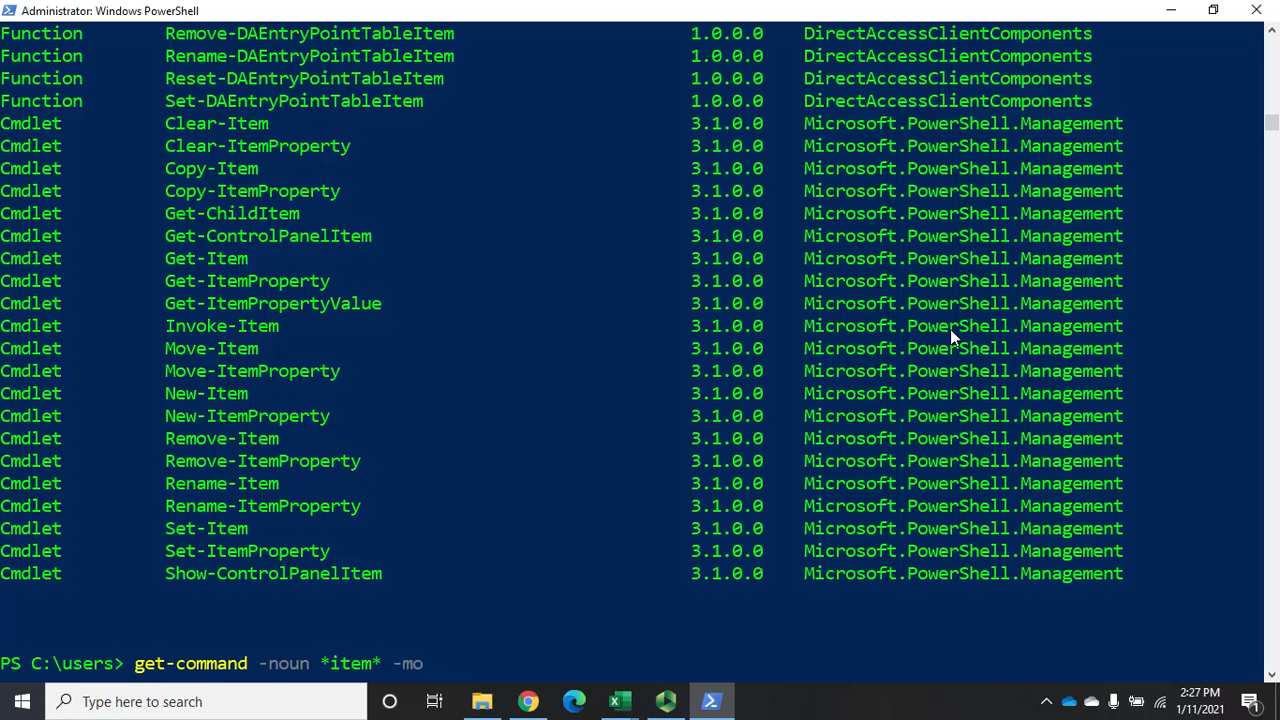 Administrator: Windows PowerShell
Function Remove-DAEntryPointTableItem 1.0.0.0 DirectAccessClientComponents
Function Rename-DAEntryPointTableItem 1.0.0.0 DirectAccessClientComponents
Function Reset-DAEntryPointTableItem 1.0.0.0 DirectAccessClientComponents
Function Set-DAEntryPointTableItem 1.0.0.0 DirectAccessClientComponents
Cmdlet Clear-Item 3.1.0.0 Microsoft.PowerShell.Management
Cmdlet Clear-ItemProperty 3.1.0.0 Microsoft.PowerShell.Management
Cmdlet Copy-Item 3.1.0.0 Microsoft.PowerShell.Management
Cmdlet Copy-ItemProperty 3.1.0.0 Microsoft.PowerShell.Management
Cmdlet Get-ChildItem 3.1.0.0 Microsoft.PowerShell.Management
Cmdlet Get-ControlPanelItem 3.1.0.0 Microsoft.PowerShell.Management
Cmdlet Get-Item 3.1.0.0 Microsoft.PowerShell.Management
Cmdlet Get-ItemProperty 3.1.0.0 Microsoft.PowerShell.Management
Cmdlet Get-ItemPropertyValue 3.1.0.0 Microsoft.PowerShell.Management
Cmdlet Invoke-Item 3.1.0.0 Microsoft.PowerShell.Management
Cmdlet Move-Item 3.1.0.0 Microsoft.PowerShell.Management
Cmdlet Move-ItemProperty 3.1.0.0 Microsoft.PowerShell.Management
Cmdlet New-Item 3.1.0.0 Microsoft.PowerShell.Management
Cmdlet New-ItemProperty 3.1.0.0 Microsoft.PowerShell.Management
Cmdlet Remove-Item 3.1.0.0 Microsoft.PowerShell.Management
Cmdlet Remove-ItemProperty 3.1.0.0 Microsoft.PowerShell.Management
Cmdlet Rename-Item 3.1.0.0 Microsoft.PowerShell.Management
Cmdlet Rename-ItemProperty 3.1.0.0 Microsoft.PowerShell.Management
Cmdlet Set-Item 3.1.0.0 Microsoft.PowerShell.Management
Cmdlet Set-ItemProperty 3.1.0.0 Microsoft.PowerShell.Management
Cmdlet Show-ControlPanelItem 3.1.0.0 Microsoft.PowerShell.Management
PS C:\users> get-command -noun *item* -mo
Type here to search
2:27 PM
1/11/2021
1